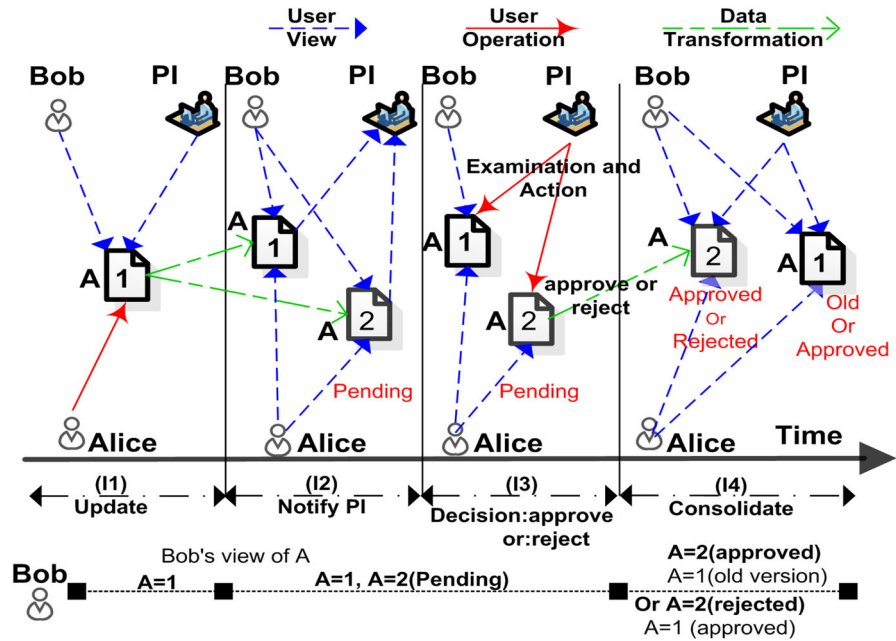 User View
User Operation
Data Transformation
Bob PI
Bob PI
Bob PI
Bob PI
Examination and Action
A 1
A 1
A 2
Pending
A 1
A 2
Pending
approve or reject
A 2
Approved Or Rejected
A 1
Old Or Approved
Alice
Alice
Alice
Alice
Time
(I1)
Update
(I2)
Notify PI
(I3)
Decision:approve
or:reject
(I4)
Consolidate
Bob's view of A
Bob
A=1
A=1, A=2(Pending)
A=2(approved)
A=1(old version)
Or A=2(rejected)
A=1 (approved)